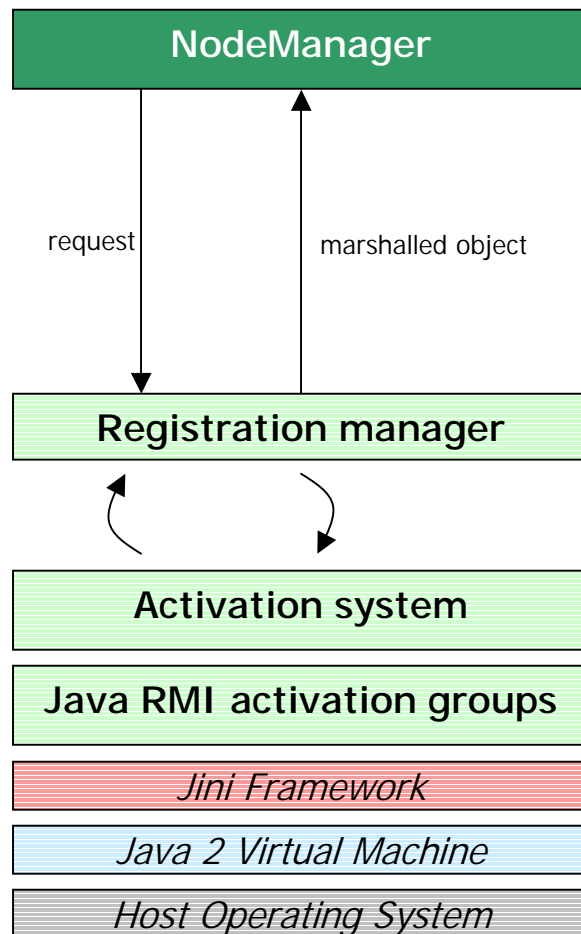 NodeManager
request
marshalled object
Registration manager
Activation system
Java RMI activation groups
Jini Framework
Java 2 Virtual Machine
Host Operating System